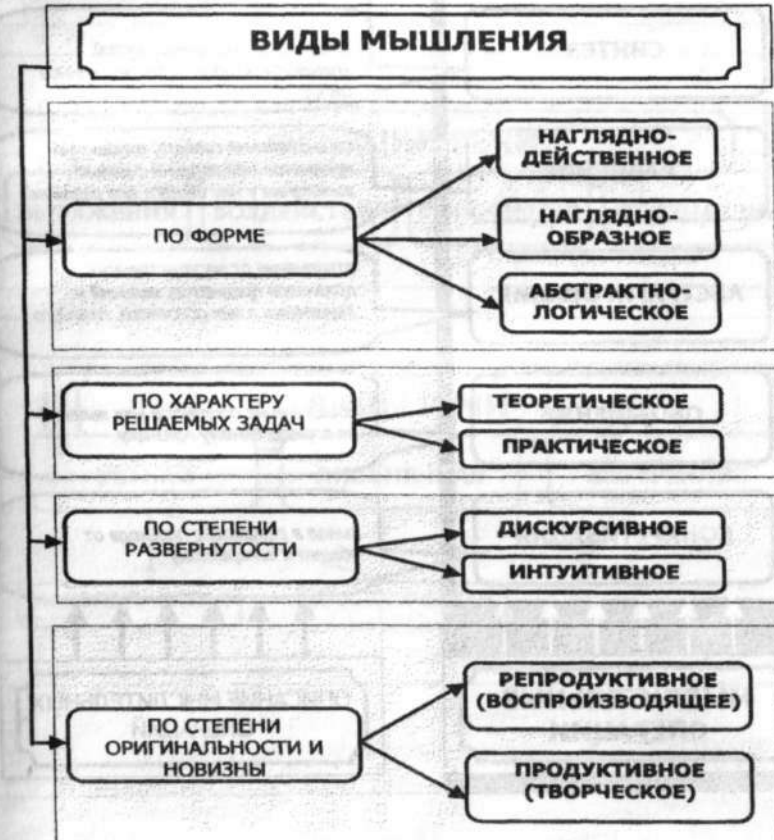 ВИДЫ МЫШЛЕНИЯ
ПО ФОРМЕ
НАГЛЯДНО-
ДЕЙСТВЕННОЕ
НАГЛЯДНО-
ОБРАЗНОЕ
АБСТРАКТНО-
ЛОГИЧЕСКОЕ
ПО ХАРАКТЕРУ
РЕШАЕМЫХ ЗАДАЧ
ТЕОРЕТИЧЕСКОЕ
ПРАКТИЧЕСКОЕ
ПО СТЕПЕНИ
РАЗВЕРНУТОСТИ
ДИСКУРСИВНОЕ
ИНТУИТИВНОЕ
ПО СТЕПЕНИ
ОРИГИНАЛЬНОСТИ И
НОВИЗНЫ
РЕПРОДУКТИВНОЕ
(ВОСПРОИЗВОДЯЩЕЕ)
ПРОДУКТИВНОЕ
(ТВОРЧЕСКОЕ)